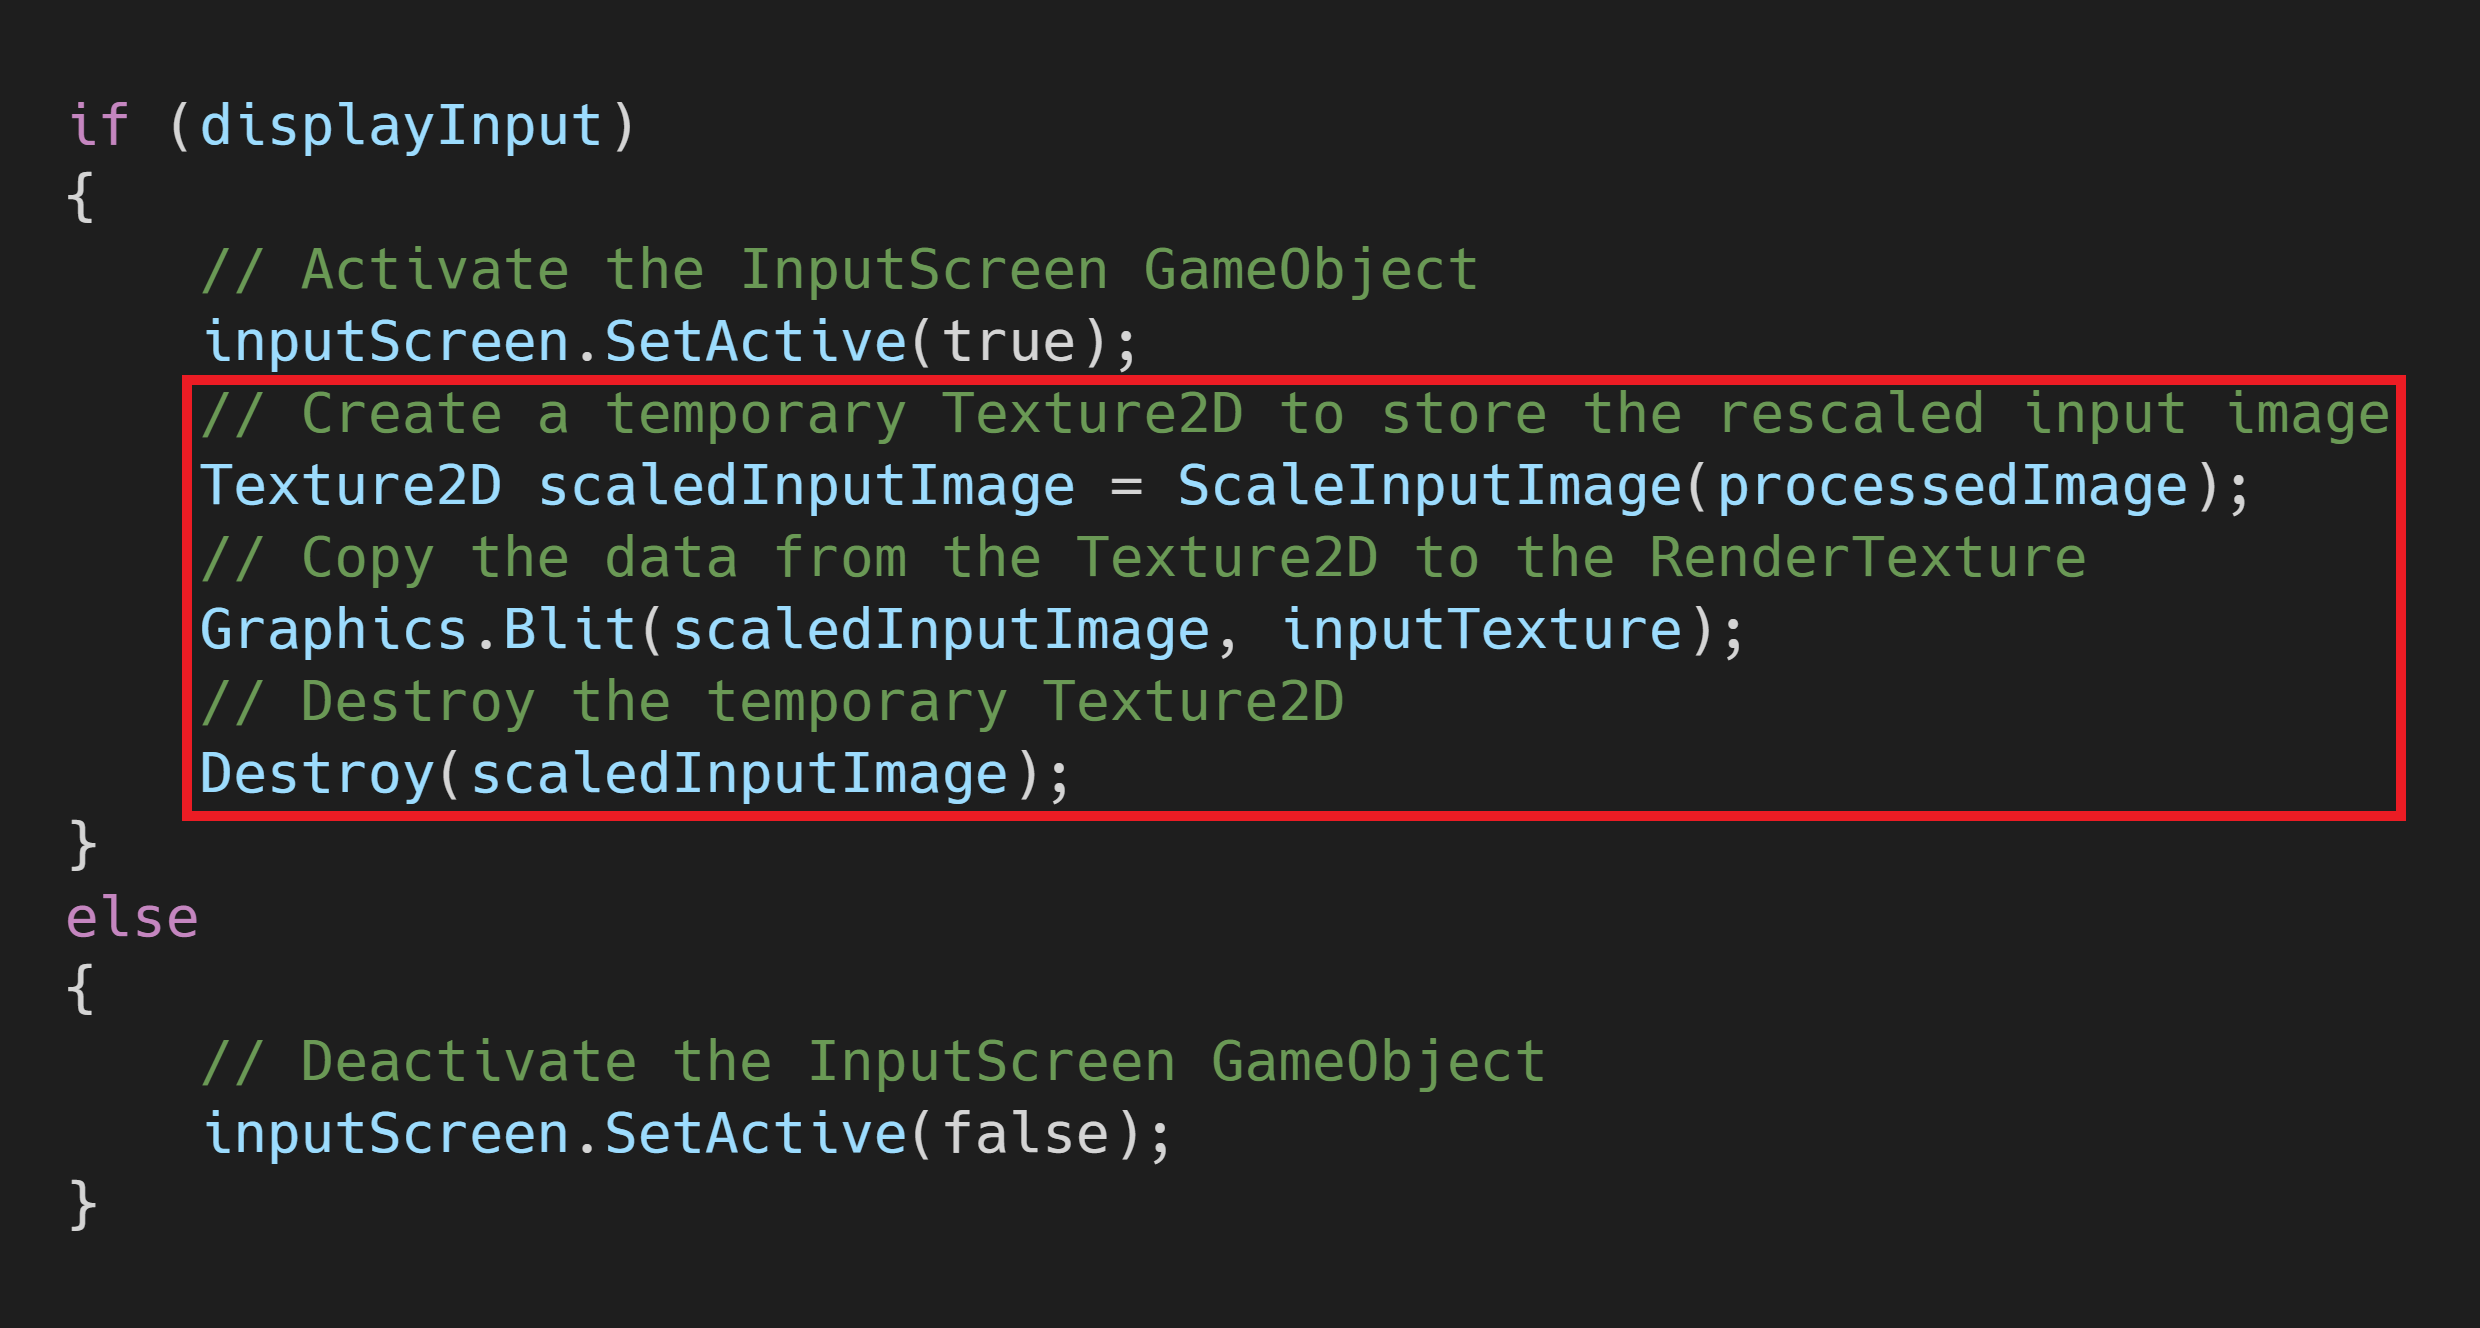 if (displayInput)
{
    // Activate the InputScreen GameObject
    inputScreen.SetActive(true);
    // Create a temporary Texture2D to store the rescaled input image
    Texture2D scaledInputImage = ScaleInputImage(processedImage);
    // Copy the data from the Texture2D to the RenderTexture
    Graphics.Blit(scaledInputImage, inputTexture);
    // Destroy the temporary Texture2D
    Destroy(scaledInputImage);
}
else
{
    // Deactivate the InputScreen GameObject
    inputScreen.SetActive(false);
}